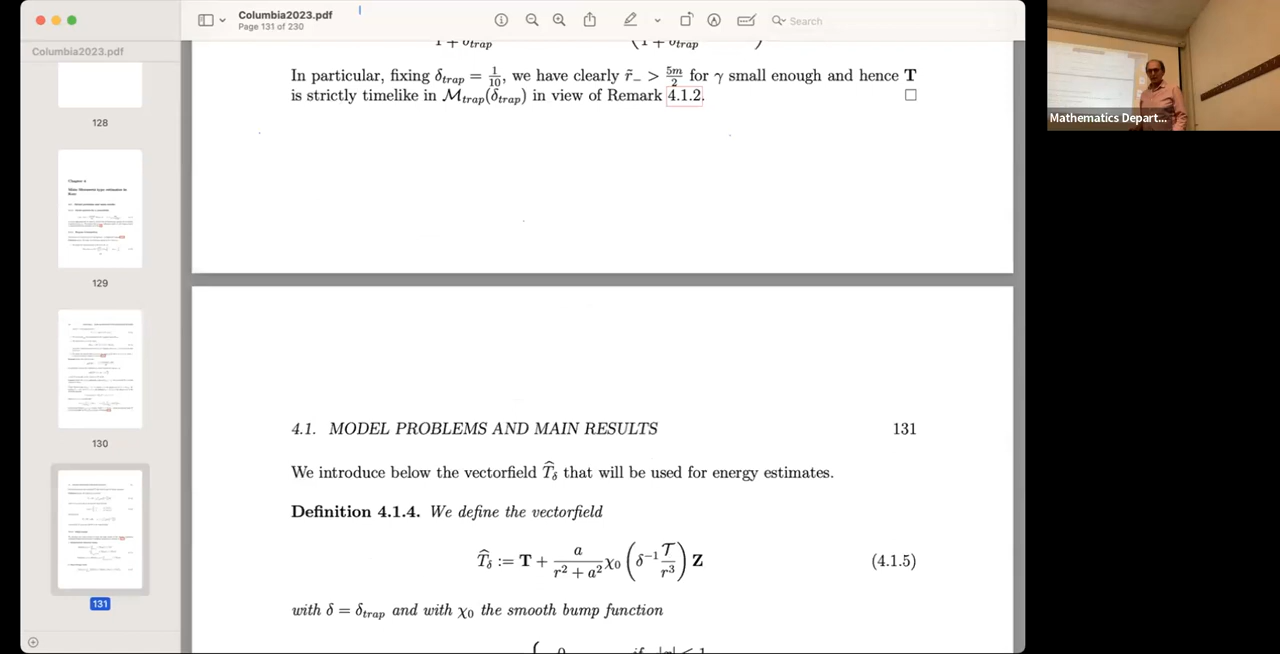 Columbia2023.pdf
Page 131 of 230
Search
Columbia2023.pdf
128
129
130
131
In particular, fixing δ_trap = 1/10, we have clearly r̃₋ > 5m/2 for γ small enough and hence T
is strictly timelike in M_trap(δ_trap) in view of Remark 4.1.2. □
4.1. MODEL PROBLEMS AND MAIN RESULTS 131
We introduce below the vectorfield T̂_δ that will be used for energy estimates.
Definition 4.1.4. We define the vectorfield
T̂_δ := T + a/(r² + a²) χ₀ (δ⁻¹ 𝒯/r³) Z (4.1.5)
with δ = δ_trap and with χ₀ the smooth bump function
Mathematics Depart...